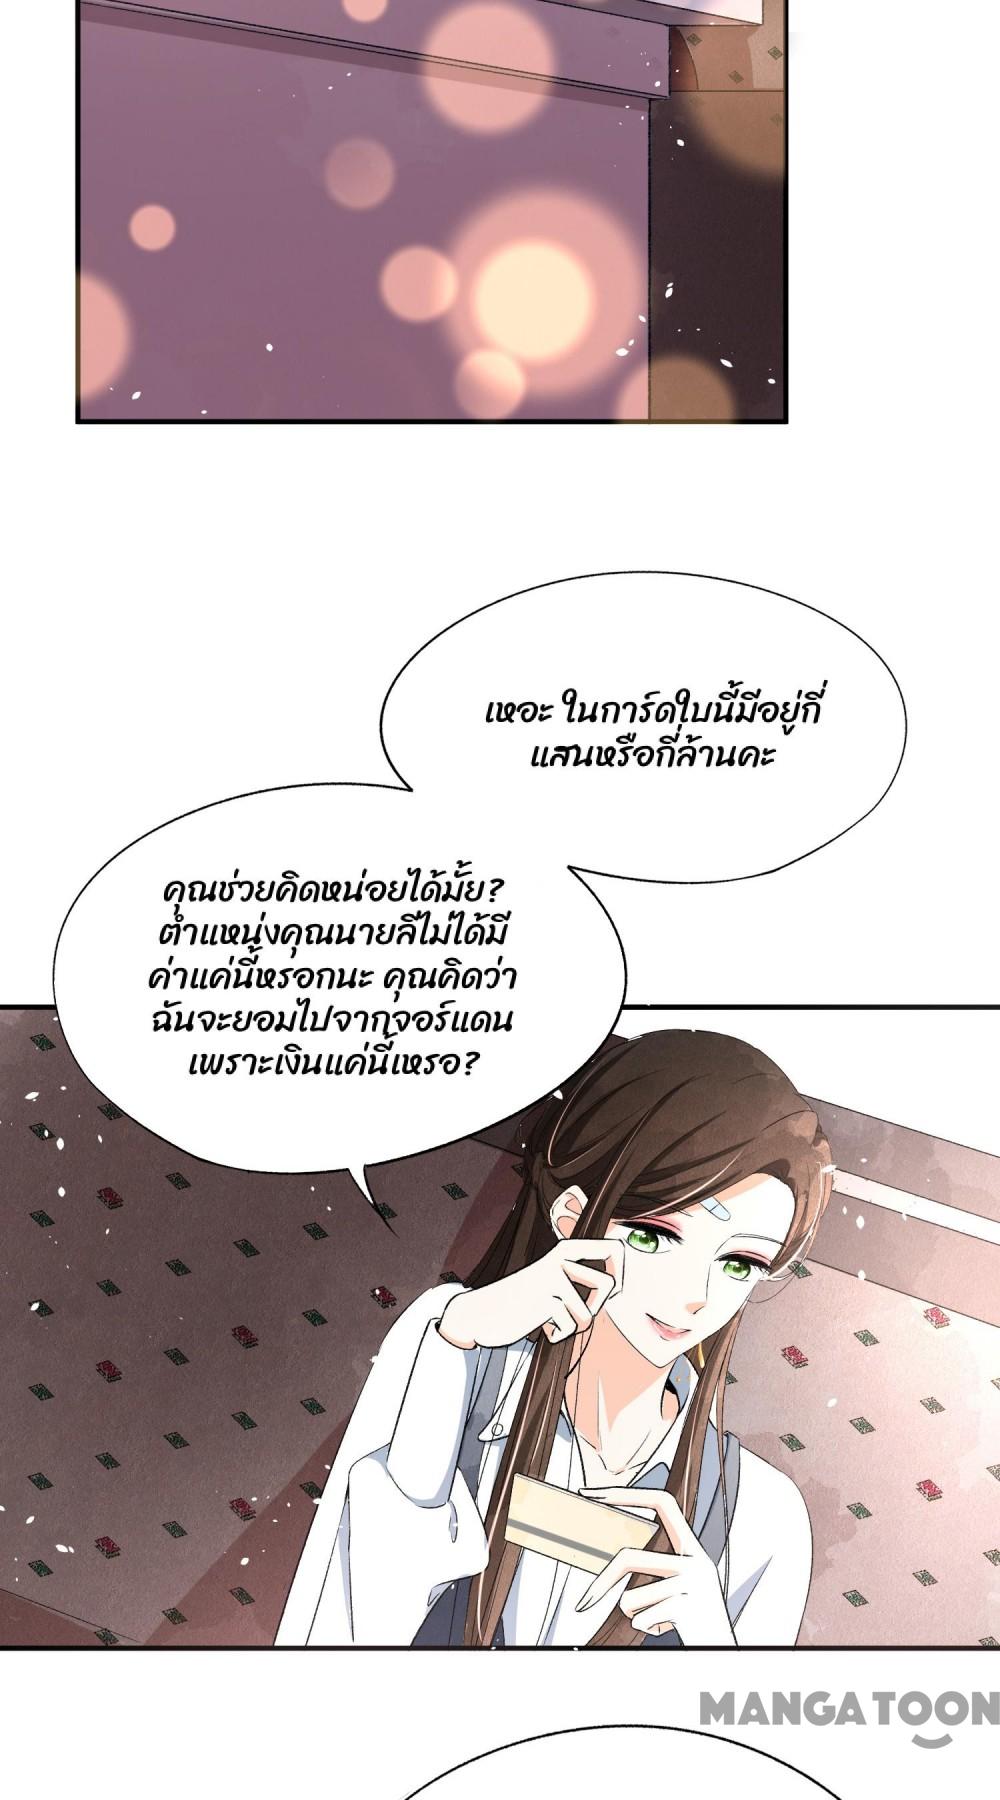 เหอะ ในการ์ดใบนี้มีอยู่กี่
แสนหรือกี่ล้านคะ
คุณช่วยคิดหน่อยได้มั้ย?
ตำแหน่งคุณนายลีไม่ได้มี
ค่าแค่นี้หรอกนะ คุณคิดว่า
ฉันจะยอมไปจากจอร์แดน
เพราะเงินแค่นี้เหรอ?
MANGATOON